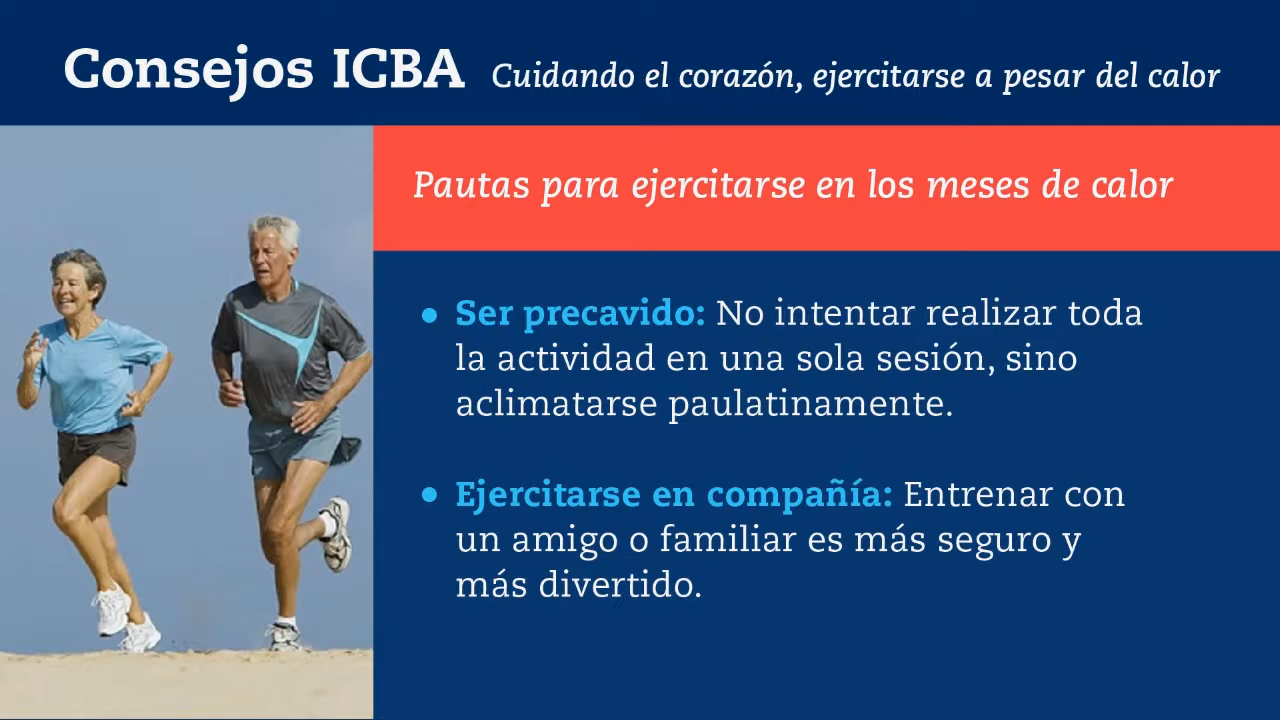 Consejos ICBA Cuidando el corazón, ejercitarse a pesar del calor
Pautas para ejercitarse en los meses de calor
• Ser precavido: No intentar realizar toda
la actividad en una sola sesión, sino
aclimatarse paulatinamente.
• Ejercitarse en compañía: Entrenar con
un amigo o familiar es más seguro y
más divertido.